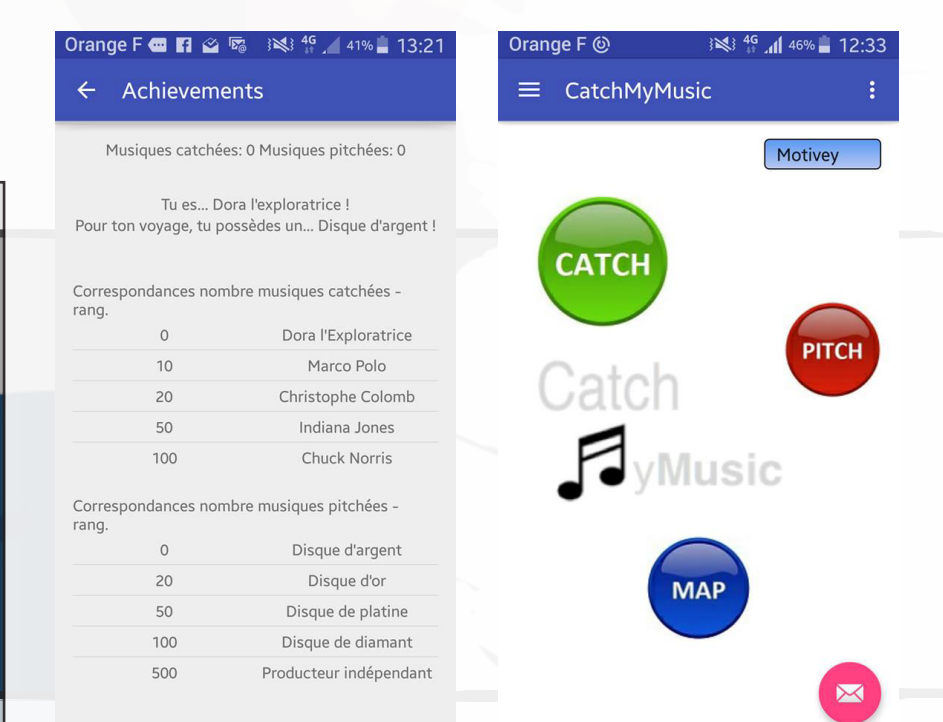 Orange F 4G 41% 13:21
Achievements
Musiques catchées: 0 Musiques pitchées: 0
Tu es... Dora l'exploratrice !
Pour ton voyage, tu possèdes un... Disque d'argent !
Correspondances nombre musiques catchées -
rang.
0 Dora l'Exploratrice
10 Marco Polo
20 Christophe Colomb
50 Indiana Jones
100 Chuck Norris
Correspondances nombre musiques pitchées -
rang.
0 Disque d'argent
20 Disque d'or
50 Disque de platine
100 Disque de diamant
500 Producteur indépendant
Orange F 4G 46% 12:33
CatchMyMusic
Motivey
CATCH
PITCH
Catch
yMusic
MAP